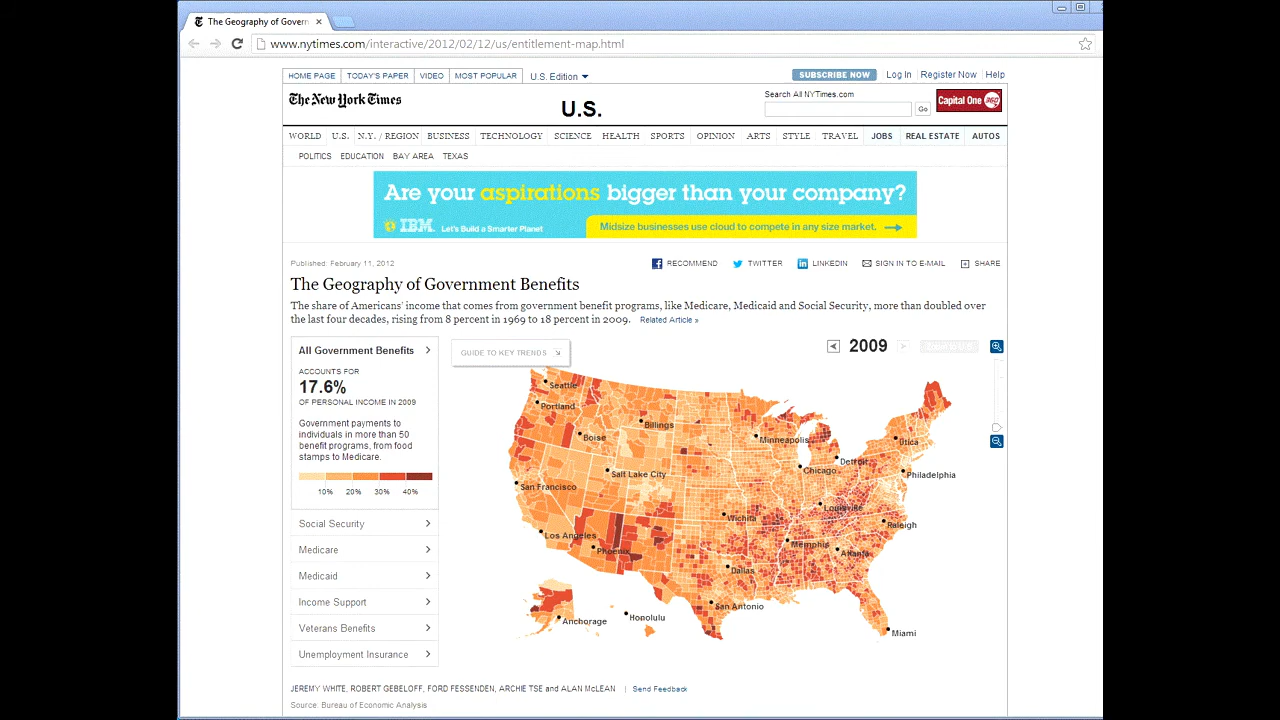 The Geography of Govern
www.nytimes.com/interactive/2012/02/12/us/entitlement-map.html
HOME PAGE TODAY'S PAPER VIDEO MOST POPULAR U.S. Edition
SUBSCRIBE NOW Log In Register Now Help
The New York Times
U.S.
Search All NYTimes.com
Go
Capital One 360
WORLD U.S. N.Y. / REGION BUSINESS TECHNOLOGY SCIENCE HEALTH SPORTS OPINION ARTS STYLE TRAVEL JOBS REAL ESTATE AUTOS
POLITICS EDUCATION BAY AREA TEXAS
Are your aspirations bigger than your company?
IBM Let's Build a Smarter Planet
Midsize businesses use cloud to compete in any size market.
Published: February 11, 2012
RECOMMEND TWITTER LINKEDIN SIGN IN TO E-MAIL SHARE
The Geography of Government Benefits
The share of Americans' income that comes from government benefit programs, like Medicare, Medicaid and Social Security, more than doubled over
the last four decades, rising from 8 percent in 1969 to 18 percent in 2009. Related Article »
All Government Benefits
ACCOUNTS FOR
17.6%
OF PERSONAL INCOME IN 2009
Government payments to
individuals in more than 50
benefit programs, from food
stamps to Medicare.
10% 20% 30% 40%
Social Security
Medicare
Medicaid
Income Support
Veterans Benefits
Unemployment Insurance
GUIDE TO KEY TRENDS
2009
Seattle
Portland
Billings
Boise
Minneapolis
Utica
Detroit
Chicago
Salt Lake City
Philadelphia
San Francisco
Louisville
Wichita
Raleigh
Los Angeles
Memphis
Phoenix
Atlanta
Dallas
San Antonio
Honolulu
Anchorage
Miami
JEREMY WHITE, ROBERT GEBELOFF, FORD FESSENDEN, ARCHIE TSE and ALAN McLEAN | Send Feedback
Source: Bureau of Economic Analysis